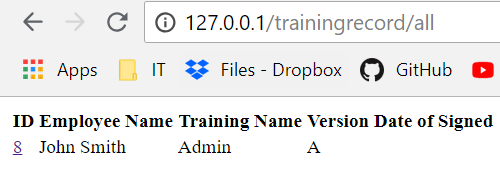 127.0.0.1/trainingrecord/all
Apps IT Files - Dropbox GitHub
ID Employee Name Training Name Version Date of Signed
8 John Smith Admin A